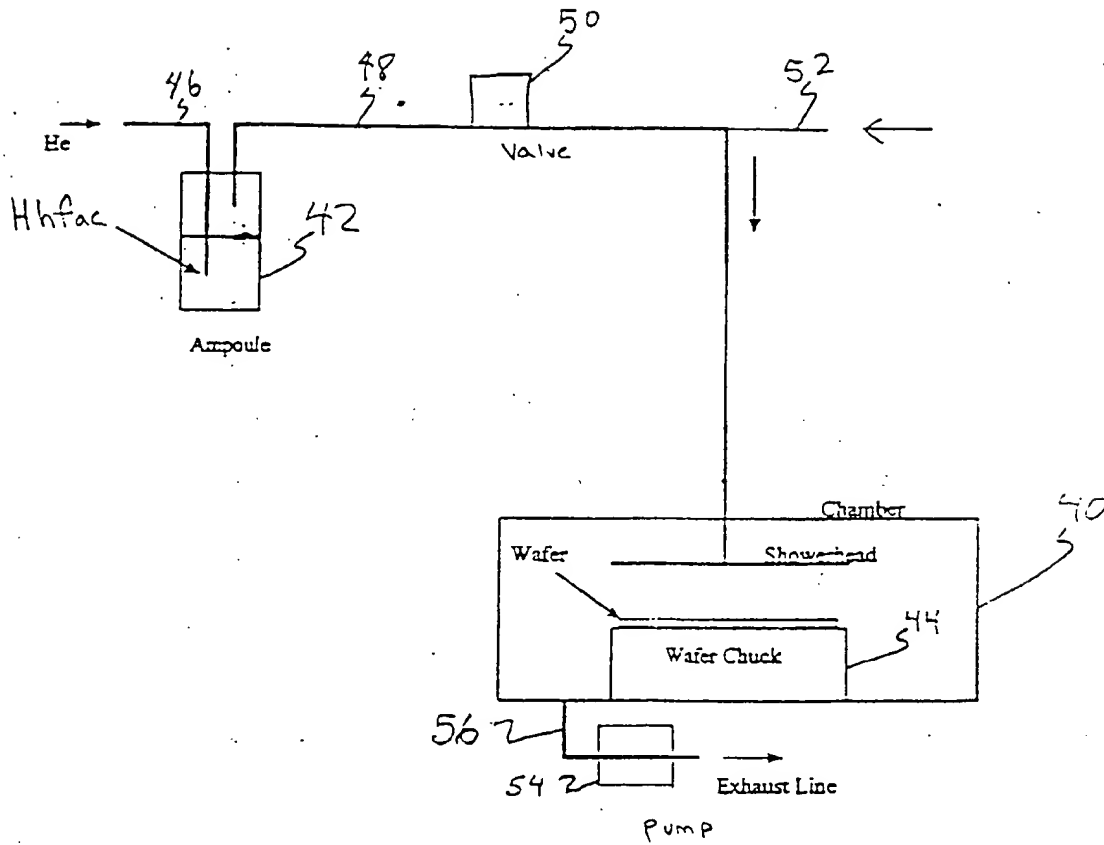 50
48
52
46
He
Valve
Hhfac
42
Ampoule
Chamber
40
Wafer
Showerhead
44
Wafer Chuck
56
54
Exhaust Line
Pump